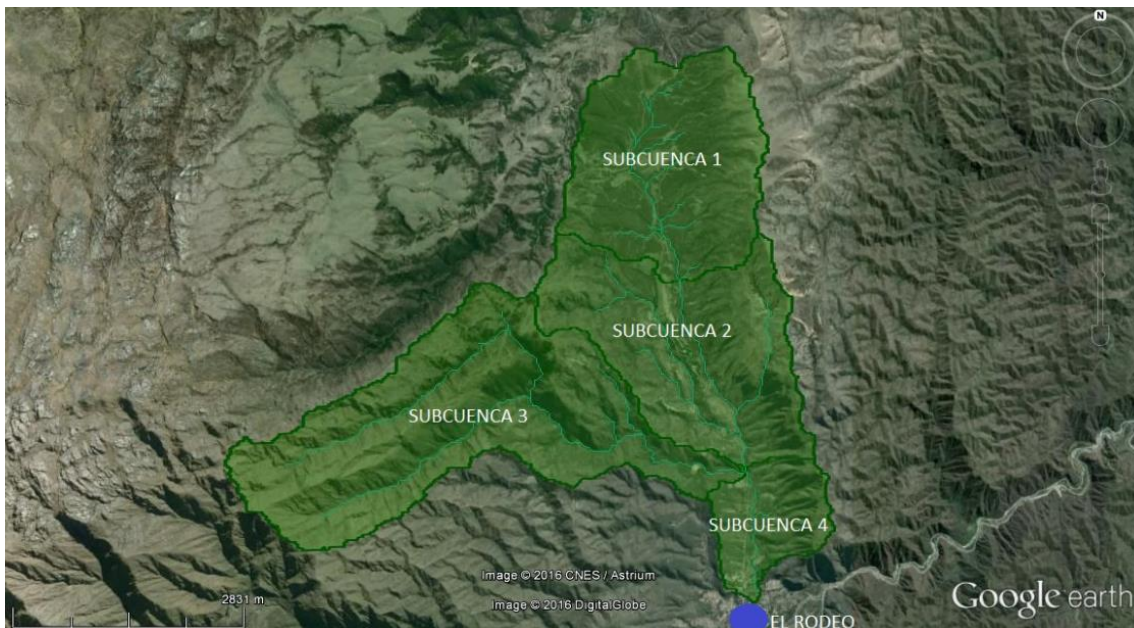 N
SUBCUENCA 1
SUBCUENCA 2
SUBCUENCA 3
SUBCUENCA 4
2831 m
Image © 2016 CNES / Astrium
Image © 2016 DigitalGlobe
Google earth
EL RODEO